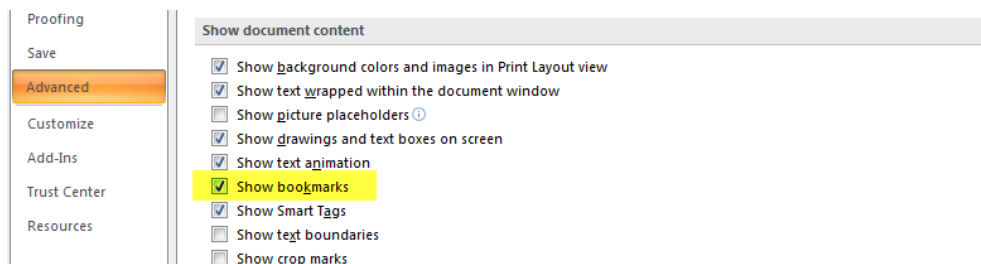 Proofing
Save
Advanced
Customize
Add-Ins
Trust Center
Resources
Show document content
Show background colors and images in Print Layout view
Show text wrapped within the document window
Show picture placeholders
Show drawings and text boxes on screen
Show text animation
Show bookmarks
Show Smart Tags
Show text boundaries
Show crop marks